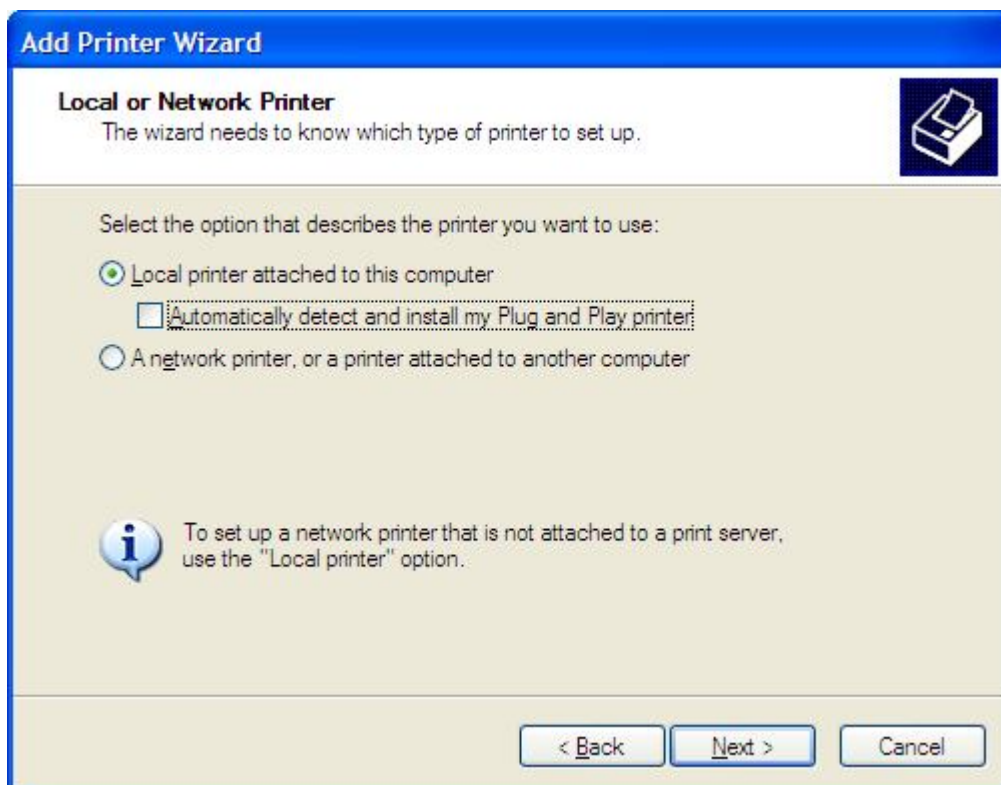 Add Printer Wizard
Local or Network Printer
The wizard needs to know which type of printer to set up.
Select the option that describes the printer you want to use:
Local printer attached to this computer
Automatically detect and install my Plug and Play printer
A network printer, or a printer attached to another computer
To set up a network printer that is not attached to a print server,
use the "Local printer" option.
< Back Next > Cancel